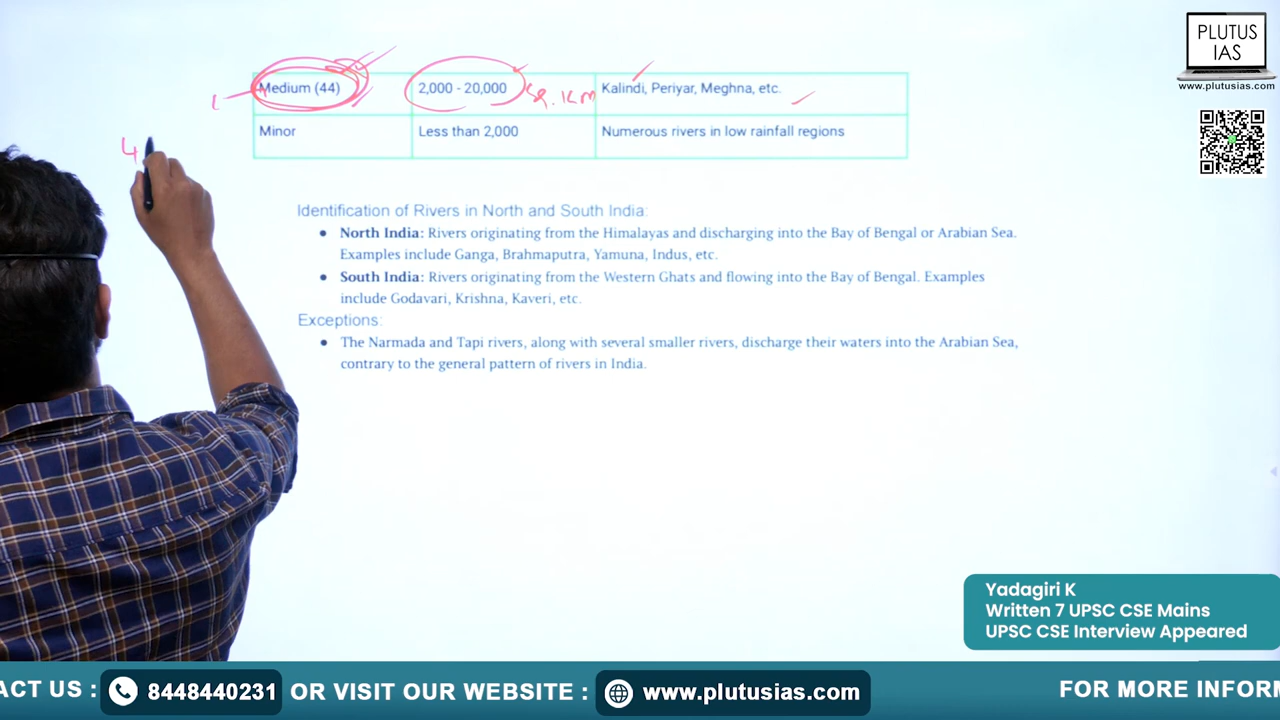 PLUTUS
IAS
www.plutusias.com
Medium (44) 2,000 - 20,000 Sq. Km Kalindi, Periyar, Meghna, etc.
4
Minor Less than 2,000 Numerous rivers in low rainfall regions
Identification of Rivers in North and South India:
• North India: Rivers originating from the Himalayas and discharging into the Bay of Bengal or Arabian Sea.
Examples include Ganga, Brahmaputra, Yamuna, Indus, etc.
• South India: Rivers originating from the Western Ghats and flowing into the Bay of Bengal. Examples
include Godavari, Krishna, Kaveri, etc.
Exceptions:
• The Narmada and Tapi rivers, along with several smaller rivers, discharge their waters into the Arabian Sea,
contrary to the general pattern of rivers in India.
Yadagiri K
Written 7 UPSC CSE Mains
UPSC CSE Interview Appeared
ACT US : 8448440231 OR VISIT OUR WEBSITE : www.plutusias.com FOR MORE INFORM